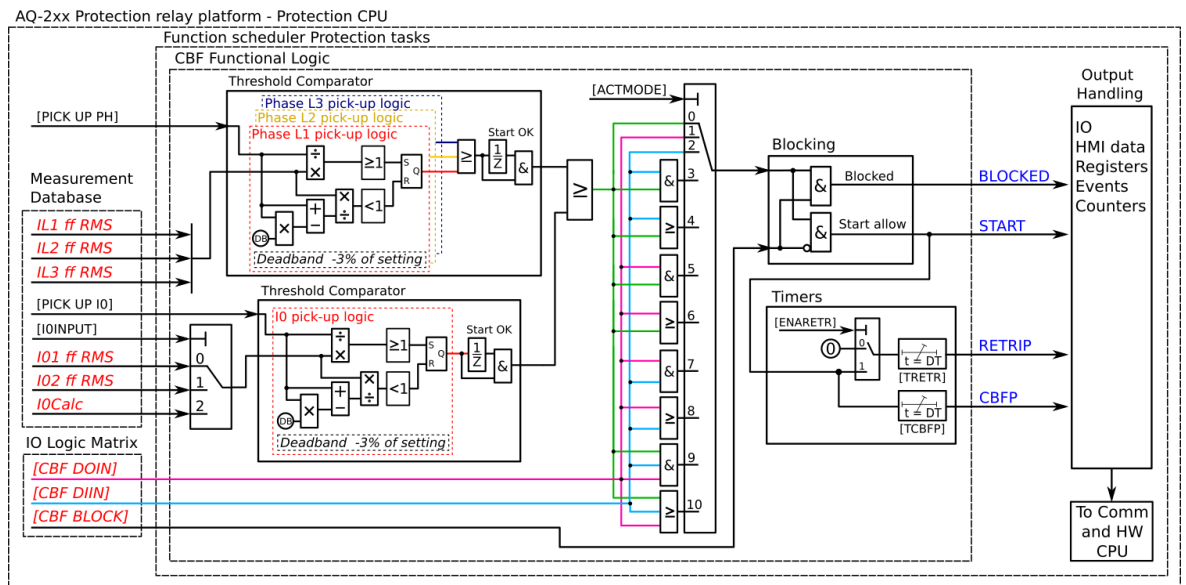 AQ-2xx Protection relay platform - Protection CPU
Function scheduler Protection tasks
CBF Functional Logic
Threshold Comparator
[PICK UP PH]
Phase L3 pick-up logic
Phase L2 pick-up logic
Phase L1 pick-up logic
÷
×
≥1
S
Q
R
×
÷
<1
+
−
×
DB
Deadband -3% of setting
≥
Start OK
1
Z
&
≥
Measurement
Database
IL1 ff RMS
IL2 ff RMS
IL3 ff RMS
[PICK UP I0]
[I0INPUT]
I01 ff RMS
I02 ff RMS
I0Calc
0
1
2
Threshold Comparator
I0 pick-up logic
÷
×
≥1
S
Q
R
×
÷
<1
+
−
×
DB
Deadband -3% of setting
Start OK
1
Z
&
IO Logic Matrix
[CBF DOIN]
[CBF DIIN]
[CBF BLOCK]
[ACTMODE]
0
1
2
& 3
≥ 4
& 5
≥ 6
& 7
≥ 8
& 9
≥ 10
Blocking
& Blocked
& Start allow
BLOCKED
START
Timers
[ENARETR]
0
0
1
t = DT
[TRETR]
t = DT
[TCBFP]
RETRIP
CBFP
Output
Handling
IO
HMI data
Registers
Events
Counters
To Comm
and HW
CPU